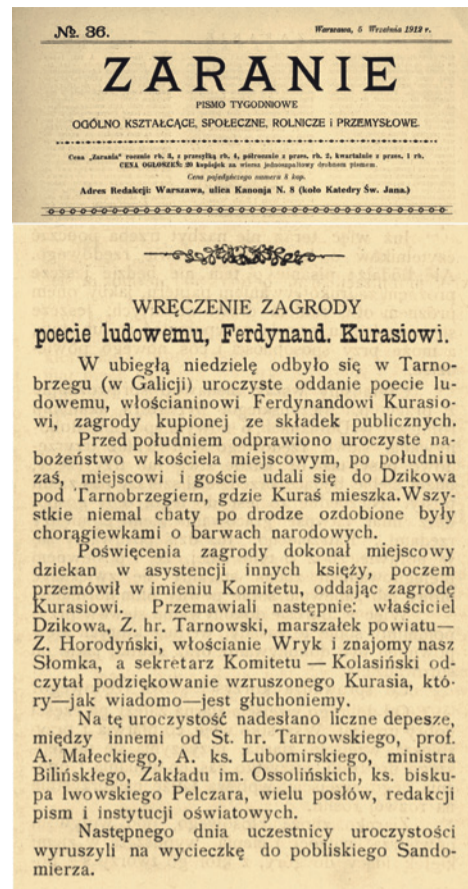 №. 36.
Warszawa, 5 Września 1912 r.
ZARANIE
PISMO TYGODNIOWE
OGÓLNO KSZTAŁCĄCE, SPOŁECZNE, ROLNICZE i PRZEMYSŁOWE.
Cena „Zarania" rocznie rb. 3, z przesyłką rb. 4, półrocznie z przes. rb. 2, kwartalnie z przes. 1 rb.
CENA OGŁOSZEŃ: 20 kopiejek za wiersz jednoszpaltowy drobnem pismem.
Cena pojedyńczego numeru 8 kop.
Adres Redakcji: Warszawa, ulica Kanonja N. 8 (koło Katedry Św. Jana.)
WRĘCZENIE ZAGRODY
poecie ludowemu, Ferdynand. Kurasiowi.
W ubiegłą niedzielę odbyło się w Tarno-
brzegu (w Galicji) uroczyste oddanie poecie lu-
dowemu, włościaninowi Ferdynandowi Kurasio-
wi, zagrody kupionej ze składek publicznych.
Przed południem odprawiono uroczyste na-
bożeństwo w kościela miejscowym, po południu
zaś, miejscowi i goście udali się do Dzikowa
pod Tarnobrzegiem, gdzie Kuraś mieszka.Wszy-
stkie niemal chaty po drodze ozdobione były
chorągiewkami o barwach narodowych.
Poświęcenia zagrody dokonał miejscowy
dziekan w asystencji innych księży, poczem
przemówił w imieniu Komitetu, oddając zagrodę
Kurasiowi. Przemawiali następnie: właściciel
Dzikowa, Z. hr. Tarnowski, marszałek powiatu—
Z. Horodyński, włościanie Wryk i znajomy nasz
Słomka, a sekretarz Komitetu — Kolasiński od-
czytał podziękowanie wzruszonego Kurasia, któ-
ry—jak wiadomo—jest głuchoniemy.
Na tę uroczystość nadesłano liczne depesze,
między innemi od St. hr. Tarnowskiego, prof.
A. Małeckiego, A. ks. Lubomirskiego, ministra
Bilińskłego, Zakładu im. Ossolińskich, ks. bisku-
pa lwowskiego Pelczara, wielu posłów, redakcji
pism i instytucji oświatowych.
Następnego dnia uczestnicy uroczystości
wyruszyli na wycieczkę do pobliskiego Sando-
mierza.